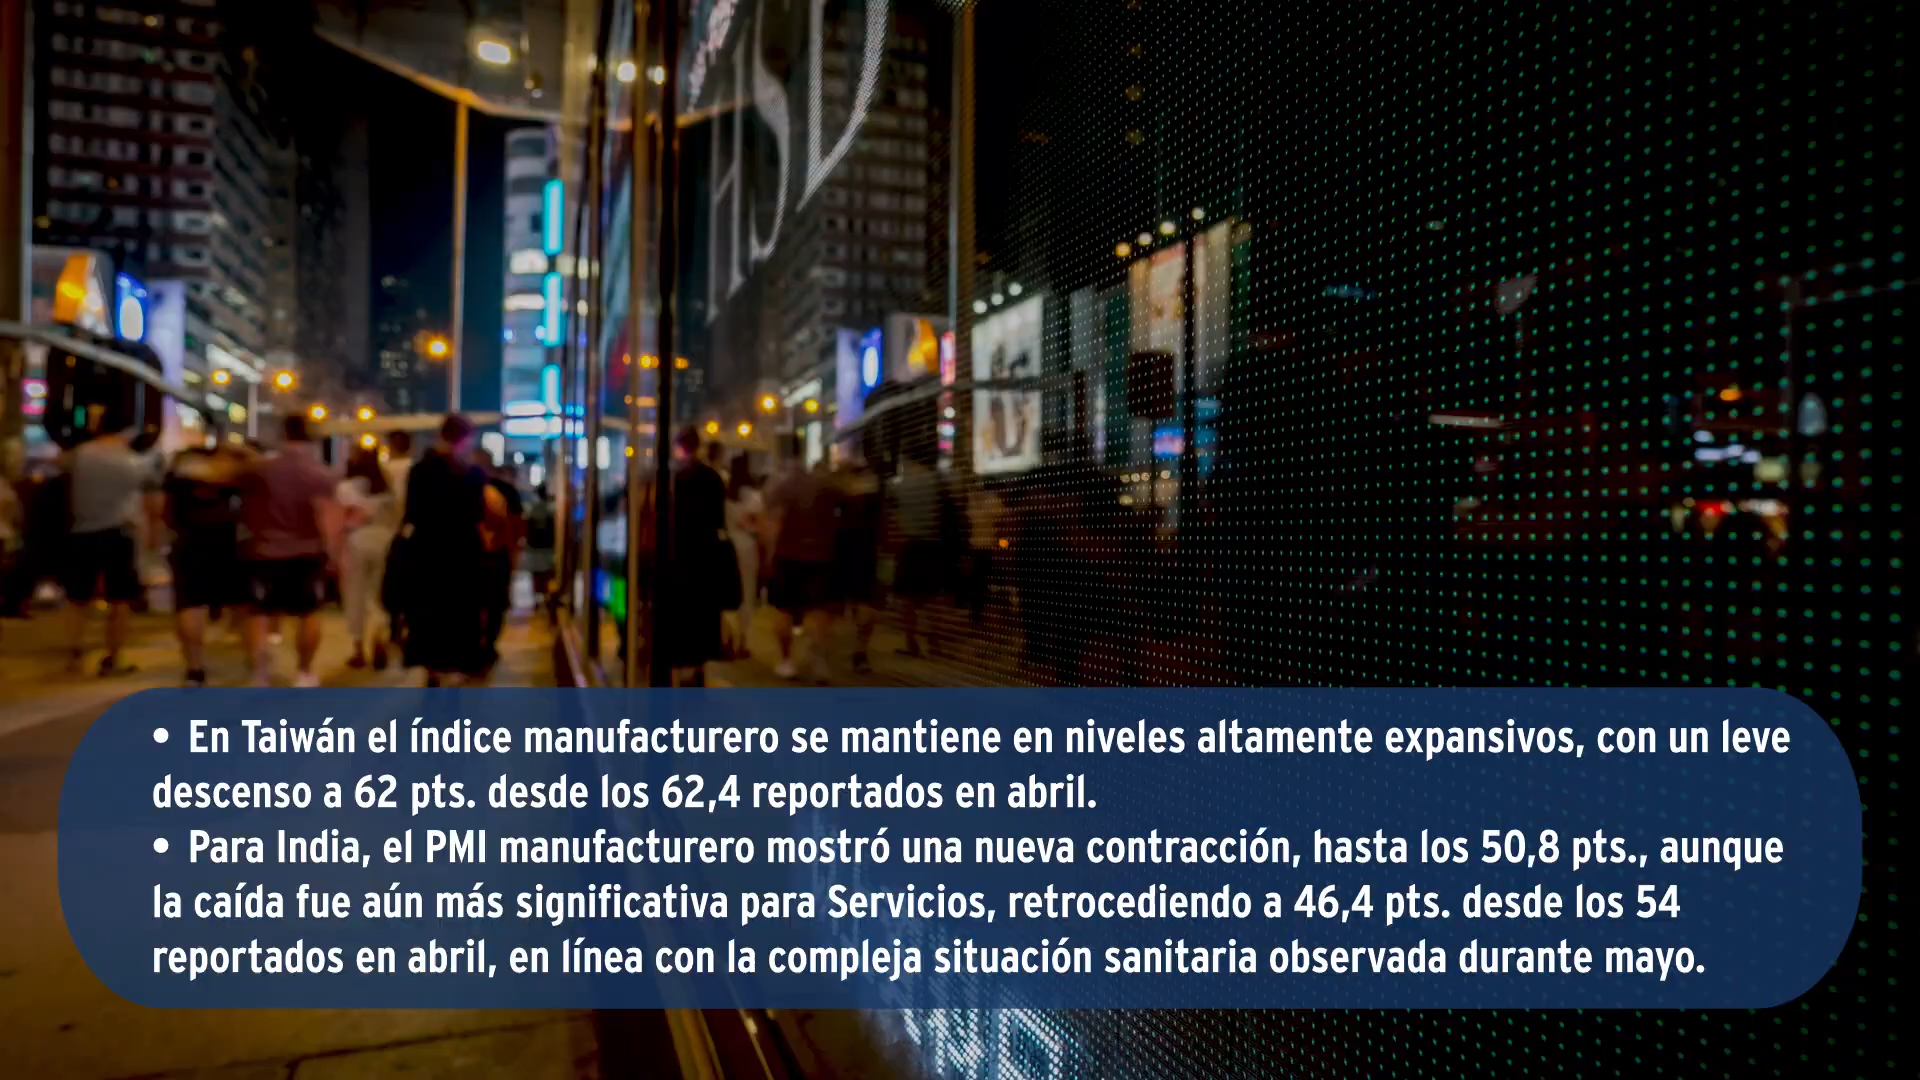 • En Taiwán el índice manufacturero se mantiene en niveles altamente expansivos, con un leve
descenso a 62 pts. desde los 62,4 reportados en abril.
• Para India, el PMI manufacturero mostró una nueva contracción, hasta los 50,8 pts., aunque
la caída fue aún más significativa para Servicios, retrocediendo a 46,4 pts. desde los 54
reportados en abril, en línea con la compleja situación sanitaria observada durante mayo.